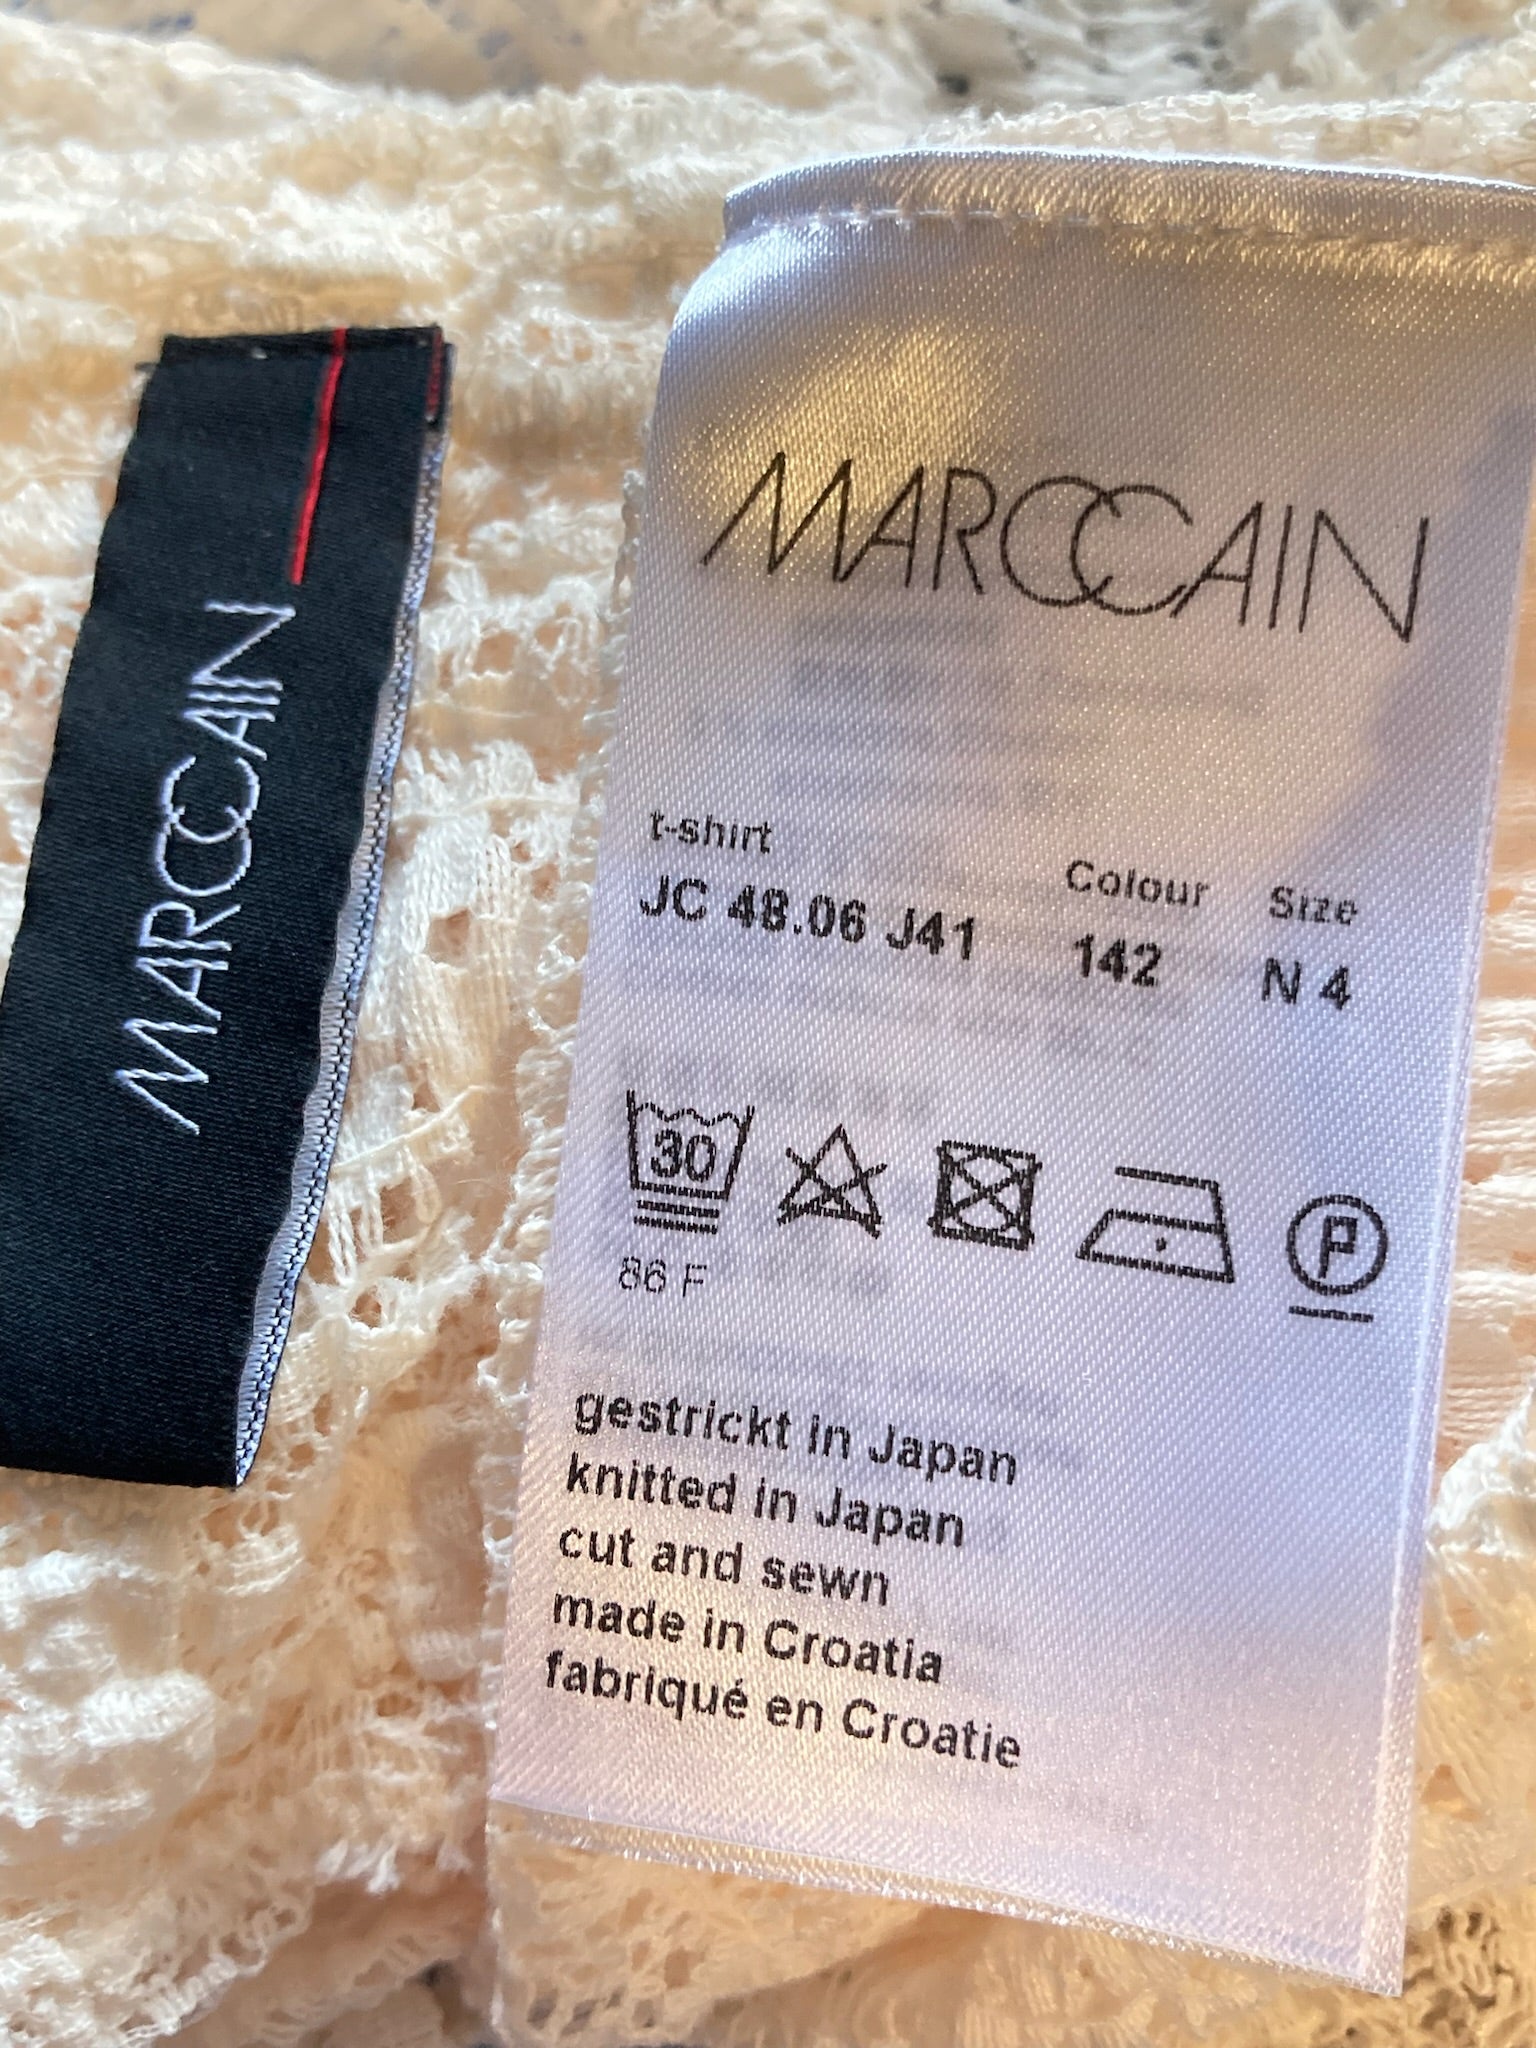 MARCCAIN
MARCCAIN
t-shirt Colour Size
JC 48.06 J41 142 N 4
30
P
86 F
gestrickt in Japan
knitted in Japan
cut and sewn
made in Croatia
fabriqué en Croatie